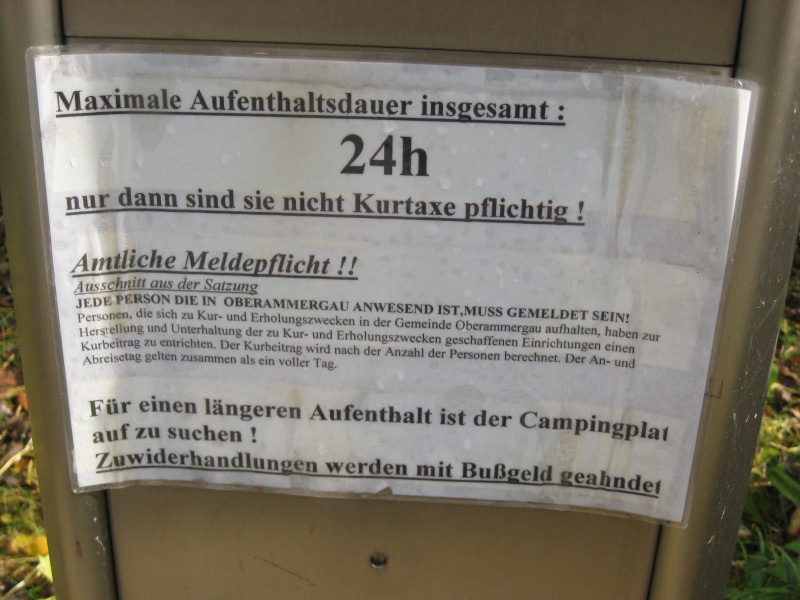 Maximale Aufenthaltsdauer insgesamt :
24h
nur dann sind sie nicht Kurtaxe pflichtig !
Amtliche Meldepflicht !!
Ausschnitt aus der Satzung
JEDE PERSON DIE IN OBERAMMERGAU ANWESEND IST,MUSS GEMELDET SEIN!
Personen, die sich zu Kur- und Erholungszwecken in der Gemeinde Oberammergau aufhalten, haben zur
Herstellung und Unterhaltung der zu Kur- und Erholungszwecken geschaffenen Einrichtungen einen
Kurbeitrag zu entrichten. Der Kurbeitrag wird nach der Anzahl der Personen berechnet. Der An- und
Abreisetag gelten zusammen als ein voller Tag.
Für einen längeren Aufenthalt ist der Campingplat
auf zu suchen !
Zuwiderhandlungen werden mit Bußgeld geahndet